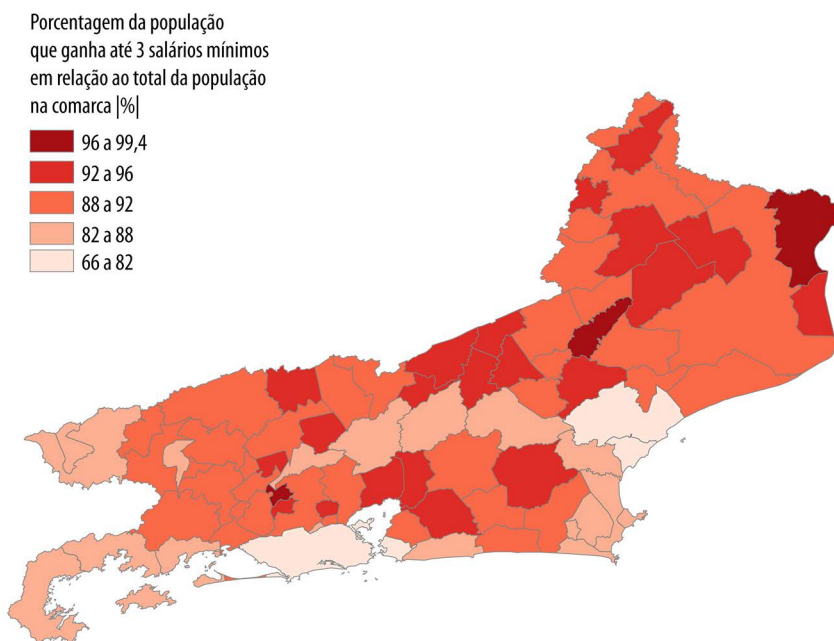 Porcentagem da população
que ganha até 3 salários mínimos
em relação ao total da população
na comarca |%|
96 a 99,4
92 a 96
88 a 92
82 a 88
66 a 82